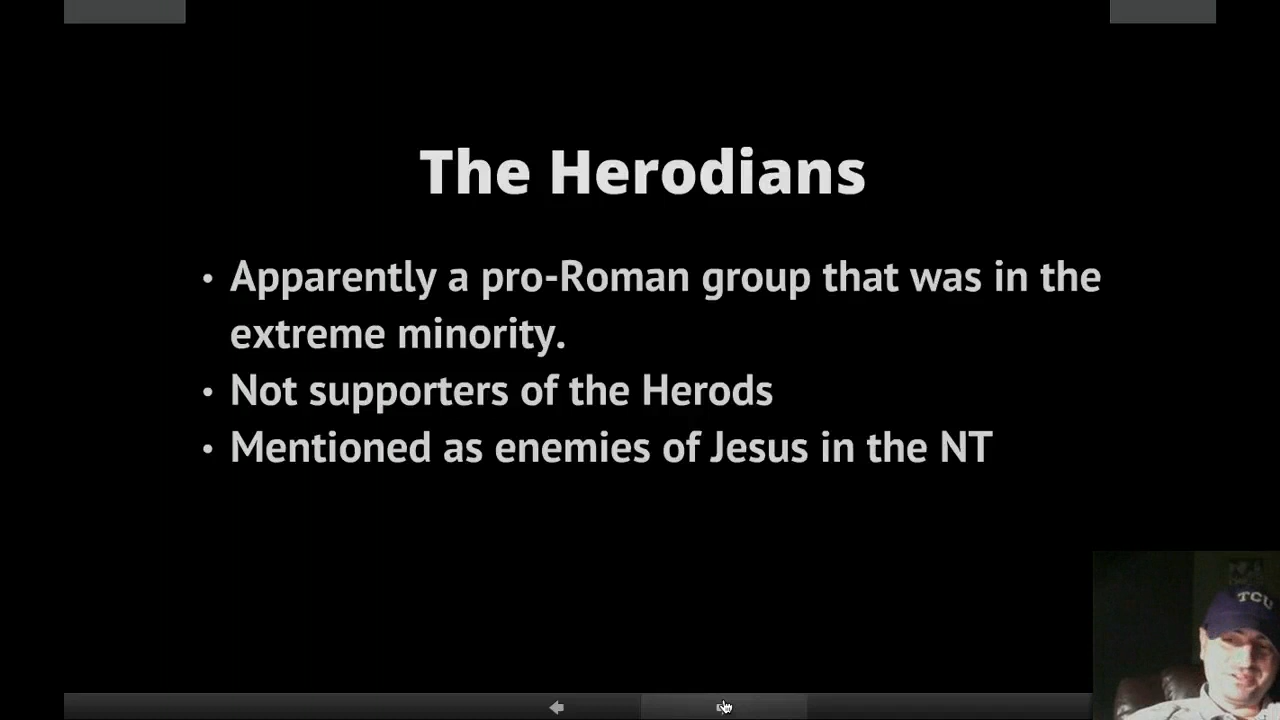 The Herodians
• Apparently a pro-Roman group that was in the
extreme minority.
• Not supporters of the Herods
• Mentioned as enemies of Jesus in the NT
TCU